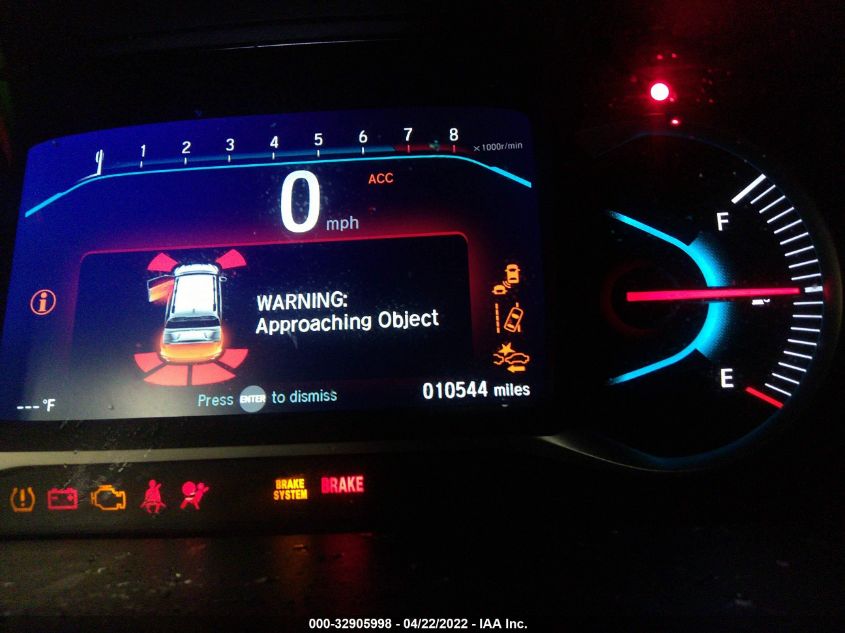 0 1 2 3 4 5 6 7 8 ×1000r/min
ACC
0 mph
F
WARNING:
Approaching Object
E
Press ENTER to dismiss
010544 miles
--- °F
BRAKE
SYSTEM
BRAKE
000-32905998 - 04/22/2022 - IAA Inc.